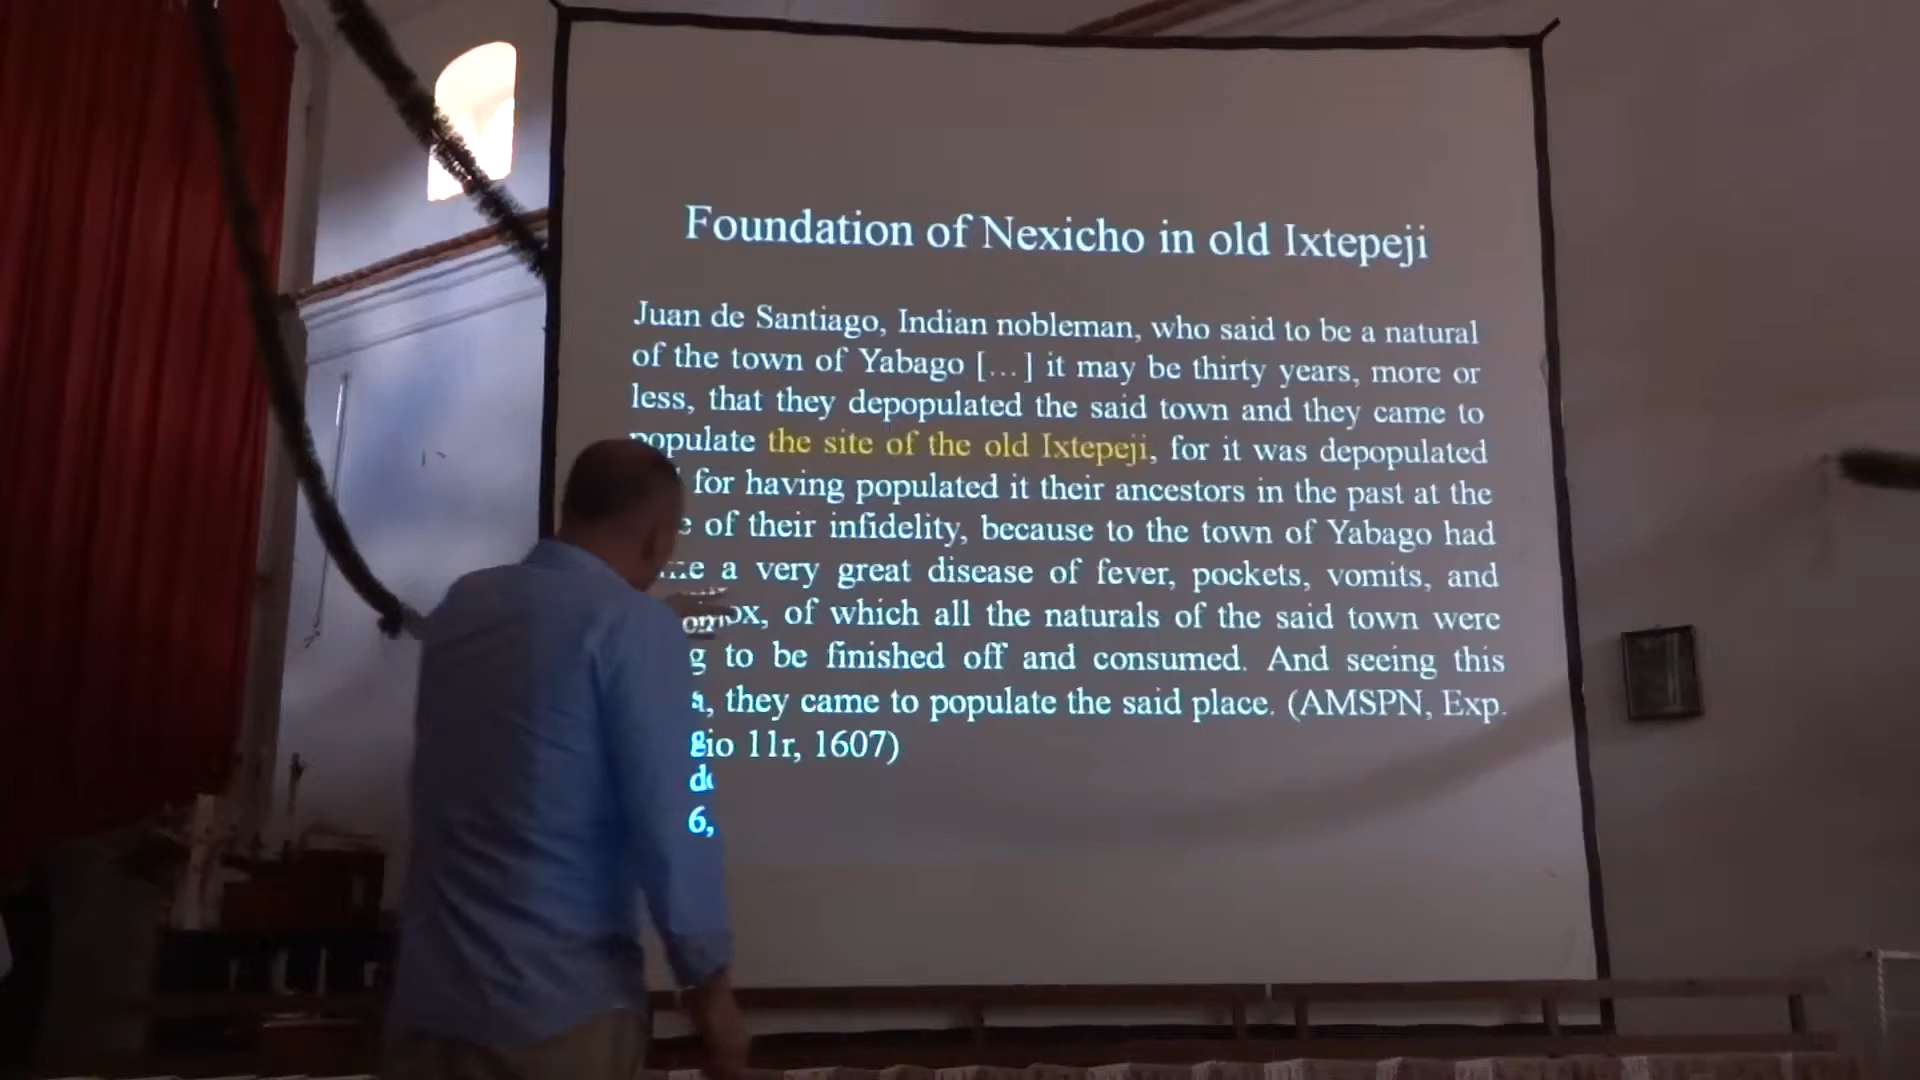 Foundation of Nexicho in old Ixtepeji
Juan de Santiago, Indian nobleman, who said to be a natural
of the town of Yabago [...] it may be thirty years, more or
less, that they depopulated the said town and they came to
populate the site of the old Ixtepeji, for it was depopulated
for having populated it their ancestors in the past at the
of their infidelity, because to the town of Yabago had
a very great disease of fever, pockets, vomits, and
of which all the naturals of the said town were
g to be finished off and consumed. And seeing this
they came to populate the said place. (AMSPN, Exp.
11r, 1607)
6,